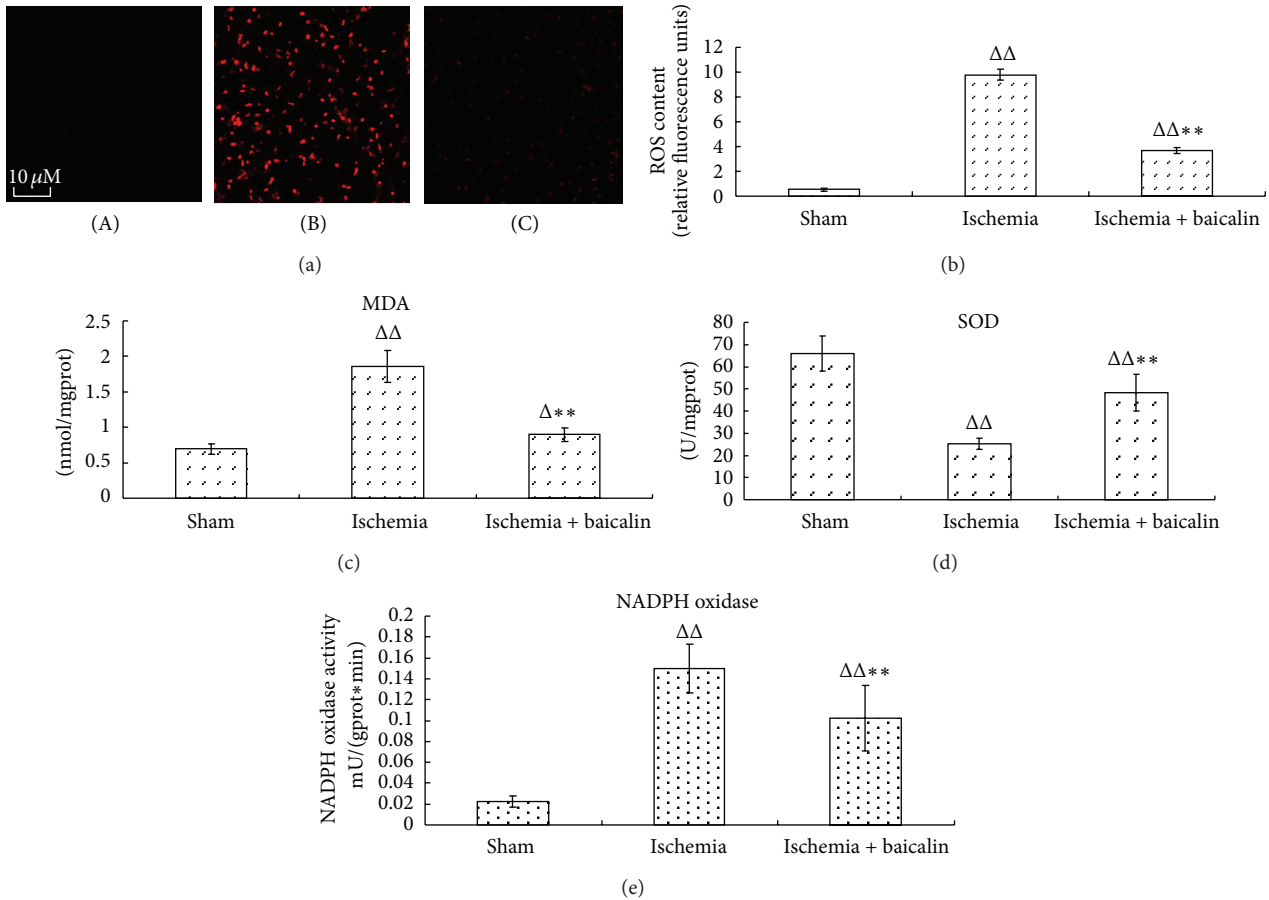 10 μM
(A)
(B)
(C)
(a)
ROS content
(relative fluorescence units)
12
10
8
6
4
2
0
ΔΔ
ΔΔ**
Sham
Ischemia
Ischemia + baicalin
(b)
MDA
(nmol/mgprot)
2.5
2
1.5
1
0.5
0
ΔΔ
Δ**
Sham
Ischemia
Ischemia + baicalin
(c)
SOD
(U/mgprot)
80
70
60
50
40
30
20
10
0
ΔΔ
ΔΔ**
Sham
Ischemia
Ischemia + baicalin
(d)
NADPH oxidase
NADPH oxidase activity
mU/(gprot*min)
0.2
0.18
0.16
0.14
0.12
0.1
0.08
0.06
0.04
0.02
0
ΔΔ
ΔΔ**
Sham
Ischemia
Ischemia + baicalin
(e)